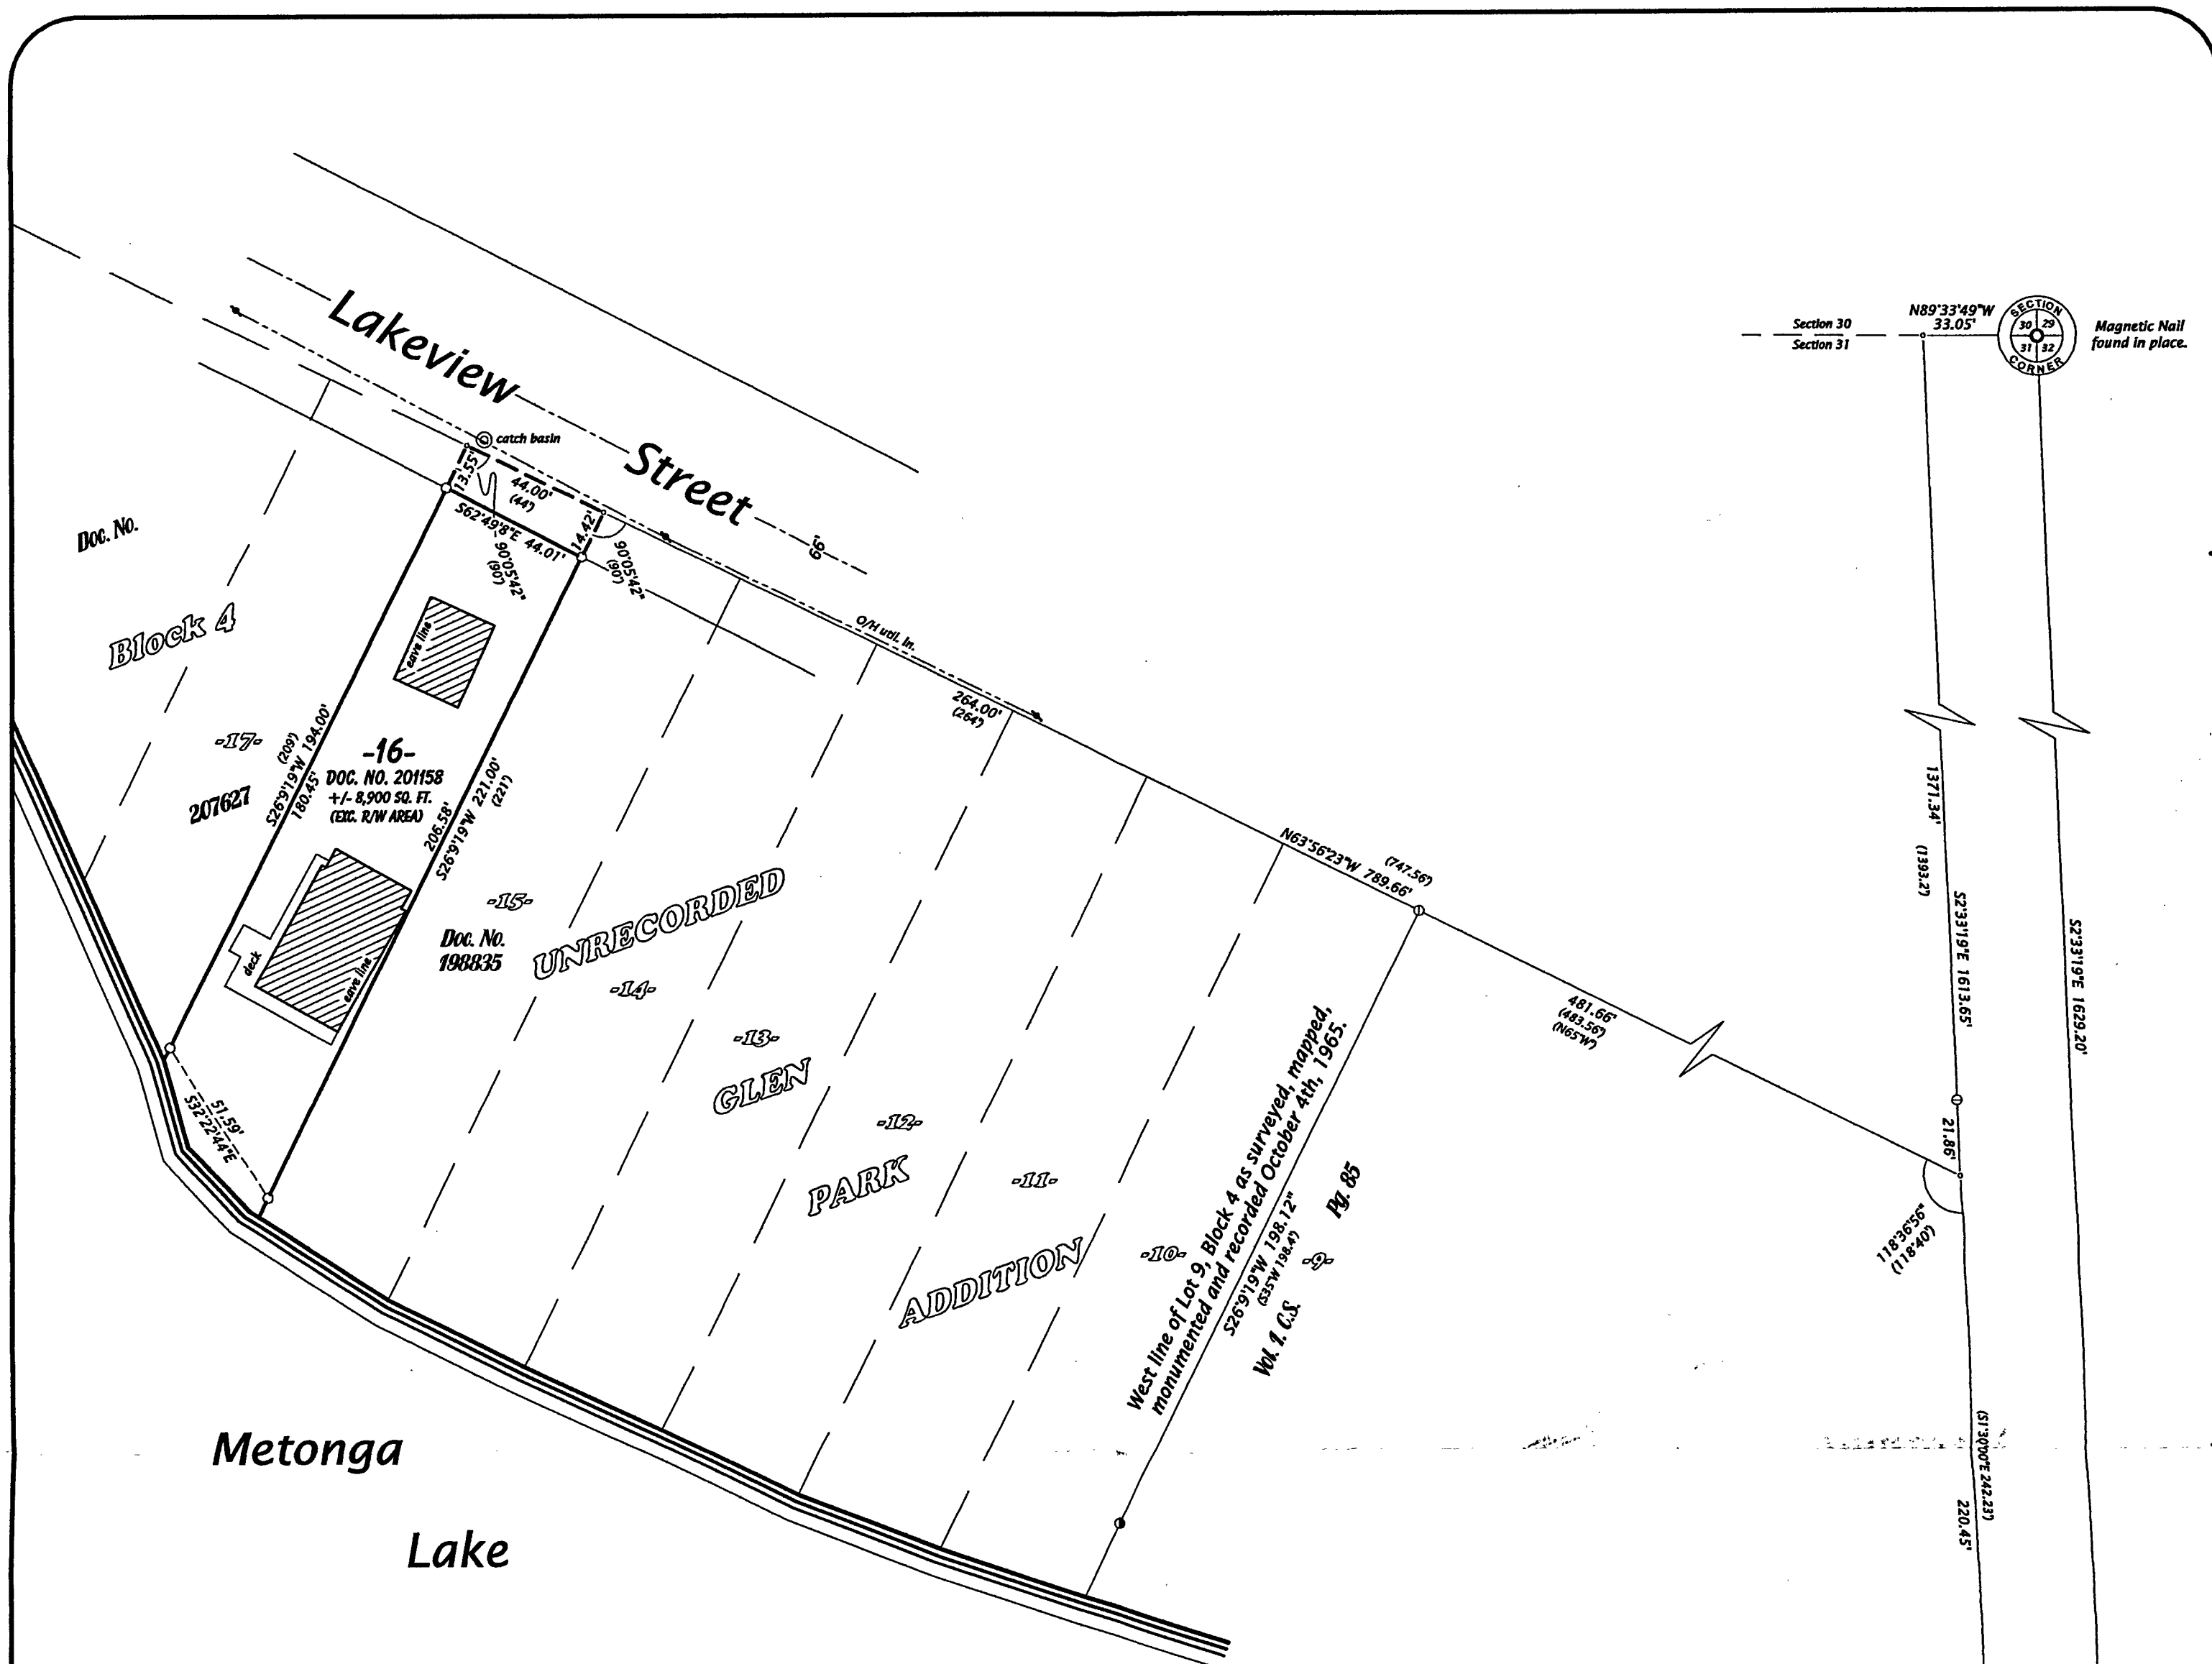 Lakeview
Street
66'
catch basin
13.55'
44.00'
(44')
14.42'
S62°49'8"E 44.01'
90°05'42"
(90')
90°05'42"
(90')
O/H util. ln.
264.00'
(264')
N89°33'49"W
33.05'
Section 30
Section 31
SECTION
30 29
31 32
CORNER
Magnetic Nail
found in place.
Doc. No.
Block 4
-17-
207627
(209')
S26°9'19"W 194.00'
180.45'
eave line
-16-
DOC. NO. 201158
+/- 8,900 SQ. FT.
(EXC. R/W AREA)
206.58'
S26°9'19"W 221.00'
(221')
deck
eave line
51.59'
S32°22'44"E
-15-
Doc. No.
198835
UNRECORDED
-14-
-13-
GLEN
-12-
PARK
-11-
ADDITION
-10-
-9-
N63°56'23"W 789.66'
(747.56')
481.66'
(483.56')
(N65°W)
West line of Lot 9, Block 4 as surveyed, mapped,
monumented and recorded October 4th, 1965.
S26°9'19"W 198.12"
(S35°W 198.4')
Vol. 1. C.S.
Pg. 85
1371.34'
(1393.2')
S2°33'19"E 1613.65'
S2°33'19"E 1629.20'
21.86'
118°36'56"
(118°40')
(S1°30'00"E 242.23')
220.45'
Metonga
Lake